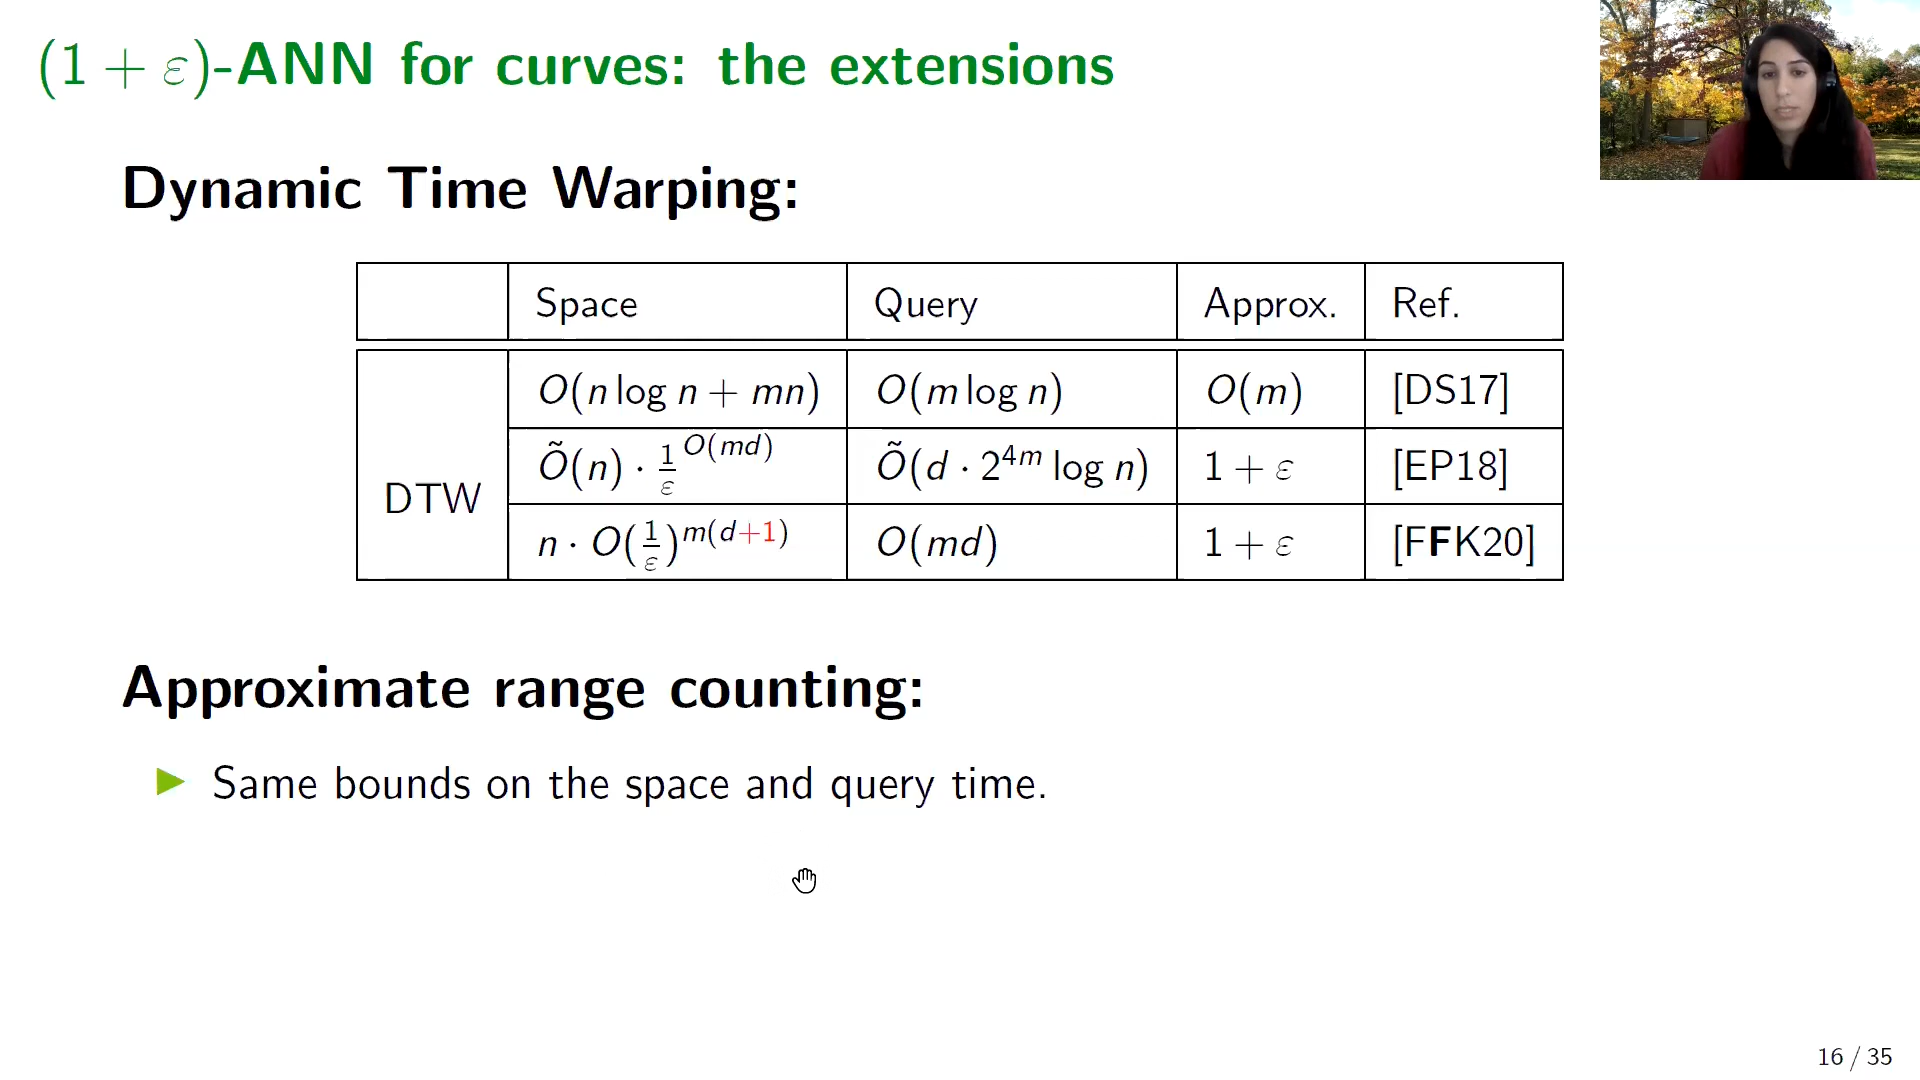 (1 + ε)-ANN for curves: the extensions
Dynamic Time Warping:
Space Query Approx. Ref.
O(n log n + mn) O(m log n) O(m) [DS17]
Õ(n) · 1/ε^O(md) Õ(d · 2^4m log n) 1 + ε [EP18]
DTW
n · O(1/ε)^m(d+1) O(md) 1 + ε [FFK20]
Approximate range counting:
▶ Same bounds on the space and query time.
16 / 35